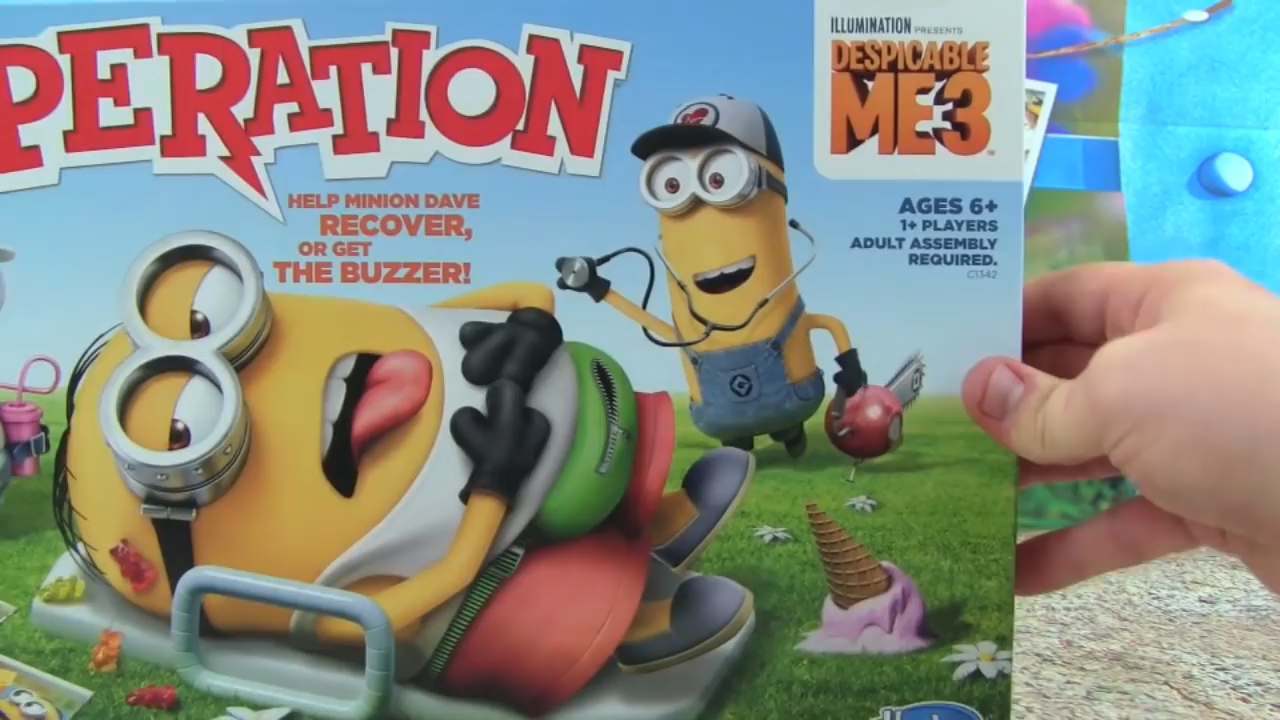 PERATION
HELP MINION DAVE
RECOVER,
OR GET
THE BUZZER!
ILLUMINATION PRESENTS
DESPICABLE
ME3
AGES 6+
1+ PLAYERS
ADULT ASSEMBLY
REQUIRED.
C1342